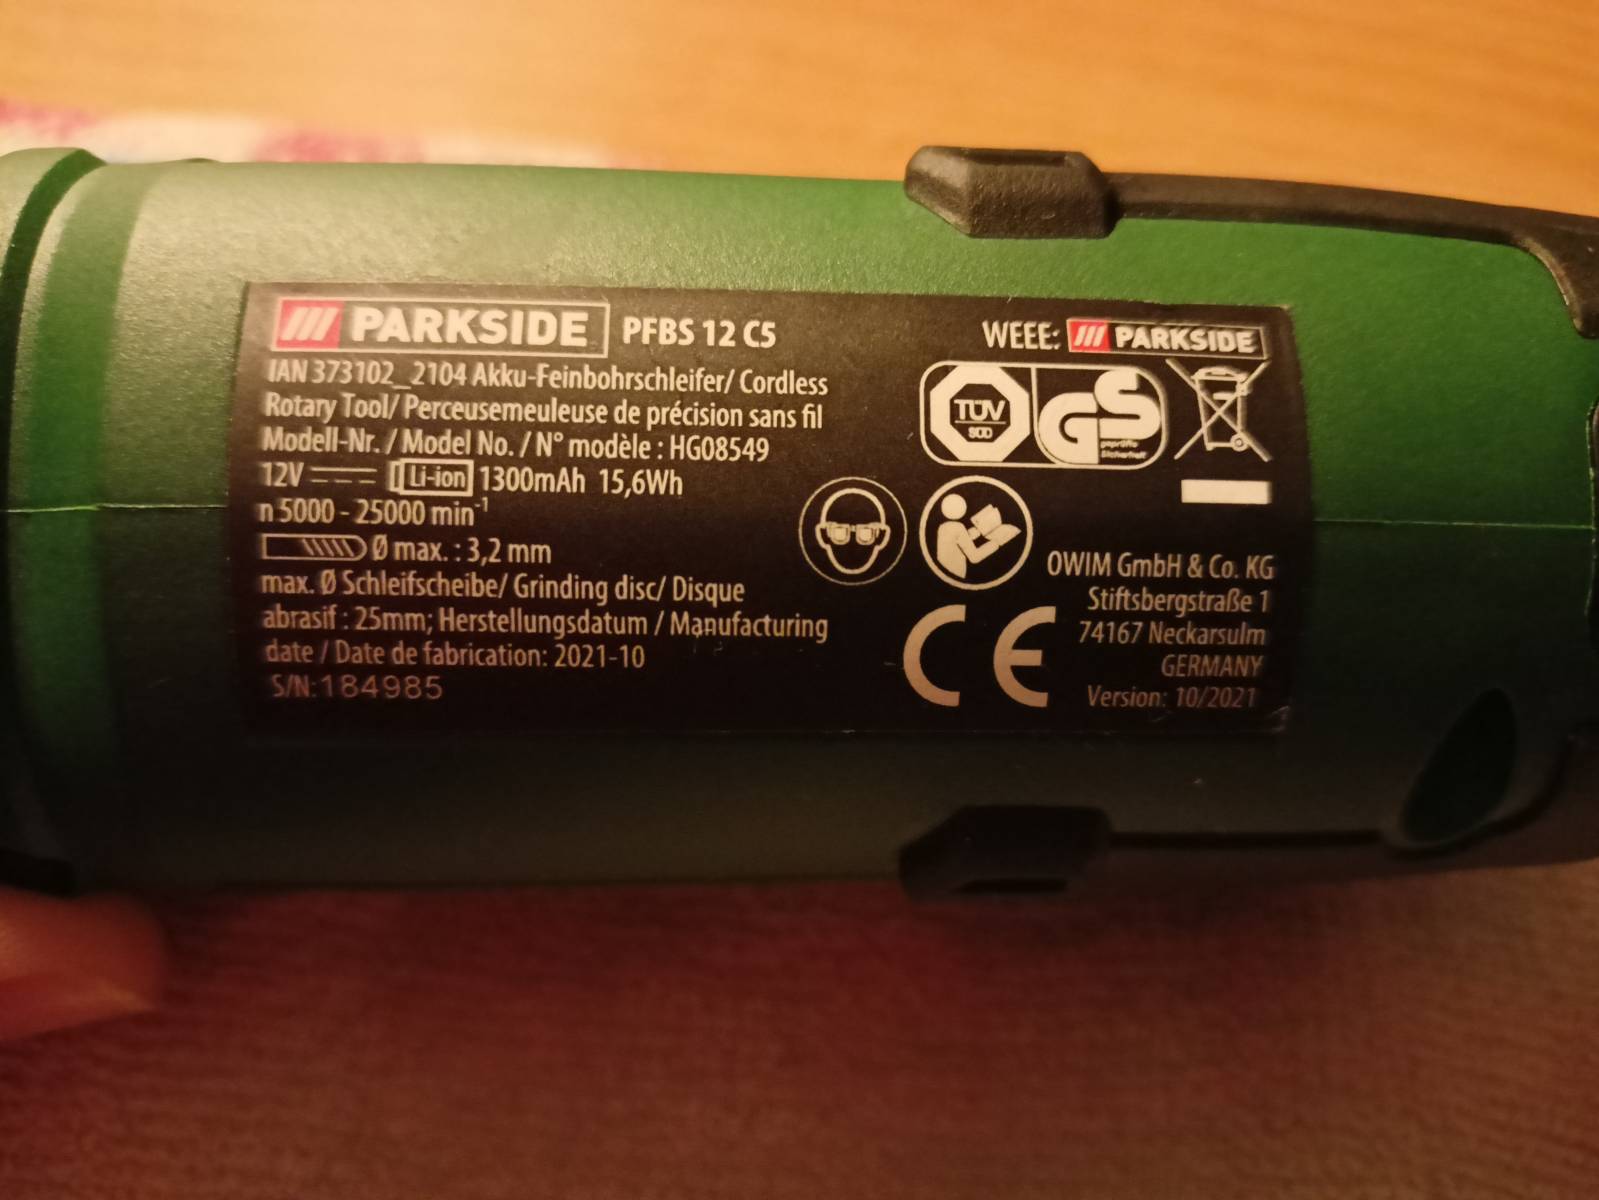 PARKSIDE PFBS 12 C5
IAN 373102_2104 Akku-Feinbohrschleifer/ Cordless
Rotary Tool/ Perceusemeuleuse de précision sans fil
Modell-Nr. / Model No. / N° modèle : HG08549
12V Li-ion 1300mAh 15,6Wh
n 5000 - 25000 min⁻¹
Ø max. : 3,2 mm
max. Ø Schleifscheibe/ Grinding disc/ Disque
abrasif : 25mm; Herstellungsdatum / Manufacturing
date / Date de fabrication: 2021-10
S/N:184985
WEEE: PARKSIDE
TÜV
SÜD
GS
geprüfte
Sicherheit
CE
OWIM GmbH & Co. KG
Stiftsbergstraße 1
74167 Neckarsulm
GERMANY
Version: 10/2021